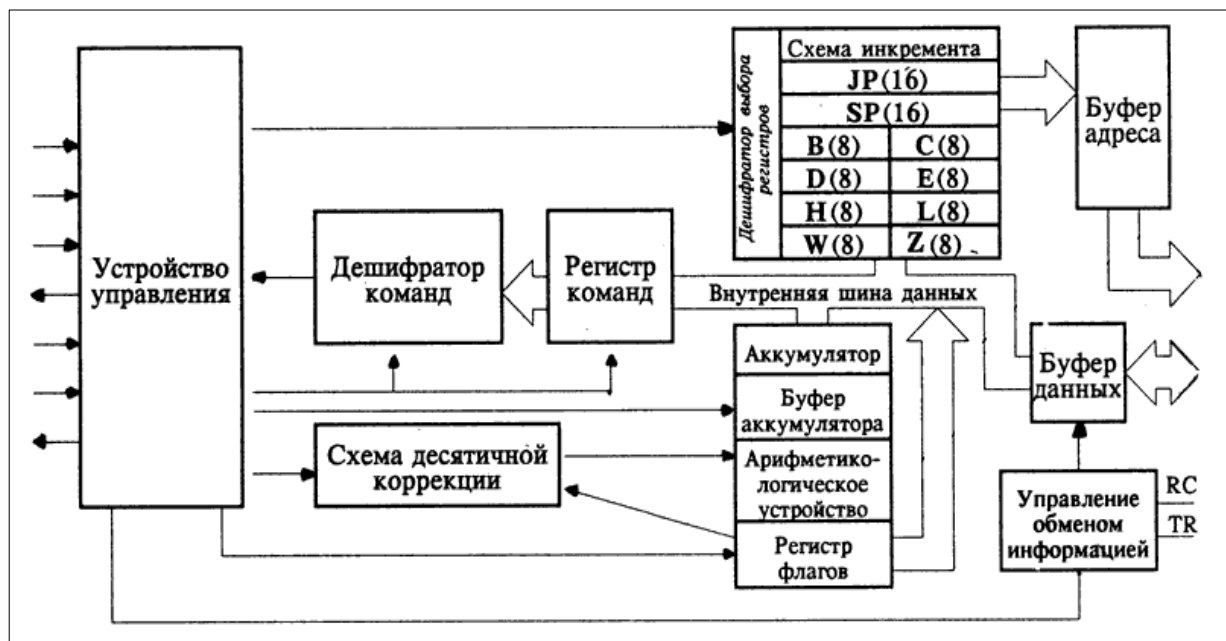 Устройство
управления
Дешифратор
команд
Регистр
команд
Схема десятичной
коррекции
Дешифратор выбора
регистров
Схема инкремента
JP(16)
SP(16)
B(8) C(8)
D(8) E(8)
H(8) L(8)
W(8) Z(8)
Буфер
адреса
Внутренняя шина данных
Аккумулятор
Буфер
аккумулятора
Арифметико-
логическое
устройство
Регистр
флагов
Буфер
данных
Управление
обменом
информацией
RC
TR